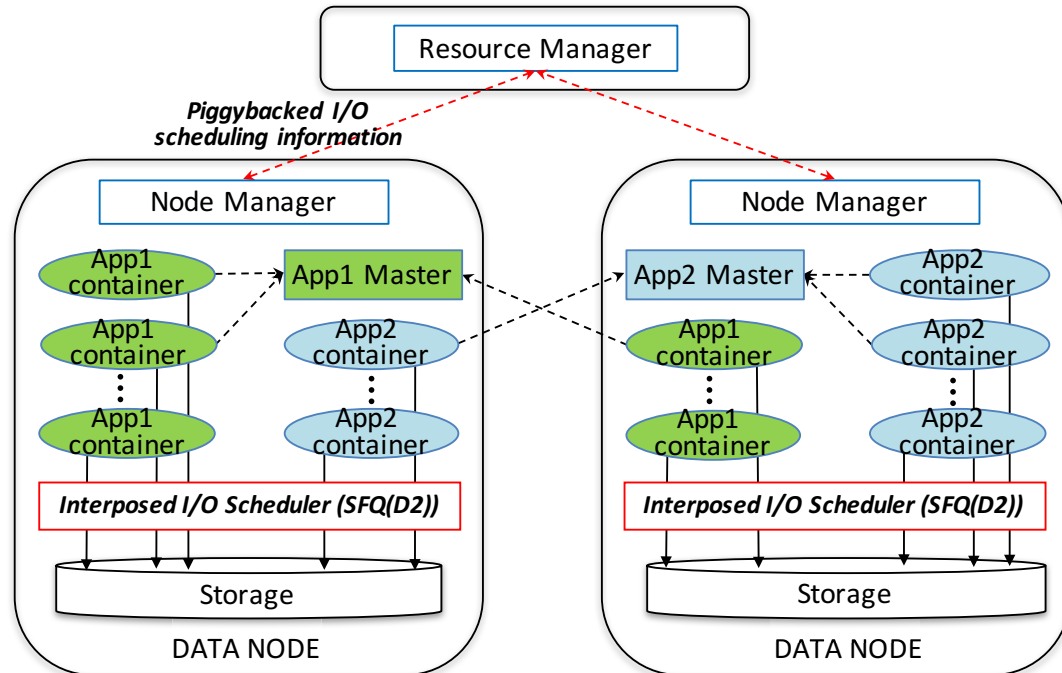 Resource Manager
Piggybacked I/O
scheduling information
Node Manager
App1
container
App1 Master
App1
container
App2
container
App1
container
App2
container
Interposed I/O Scheduler (SFQ(D2))
Storage
DATA NODE
Node Manager
App2 Master
App2
container
App1
container
App2
container
App1
container
App2
container
Interposed I/O Scheduler (SFQ(D2))
Storage
DATA NODE